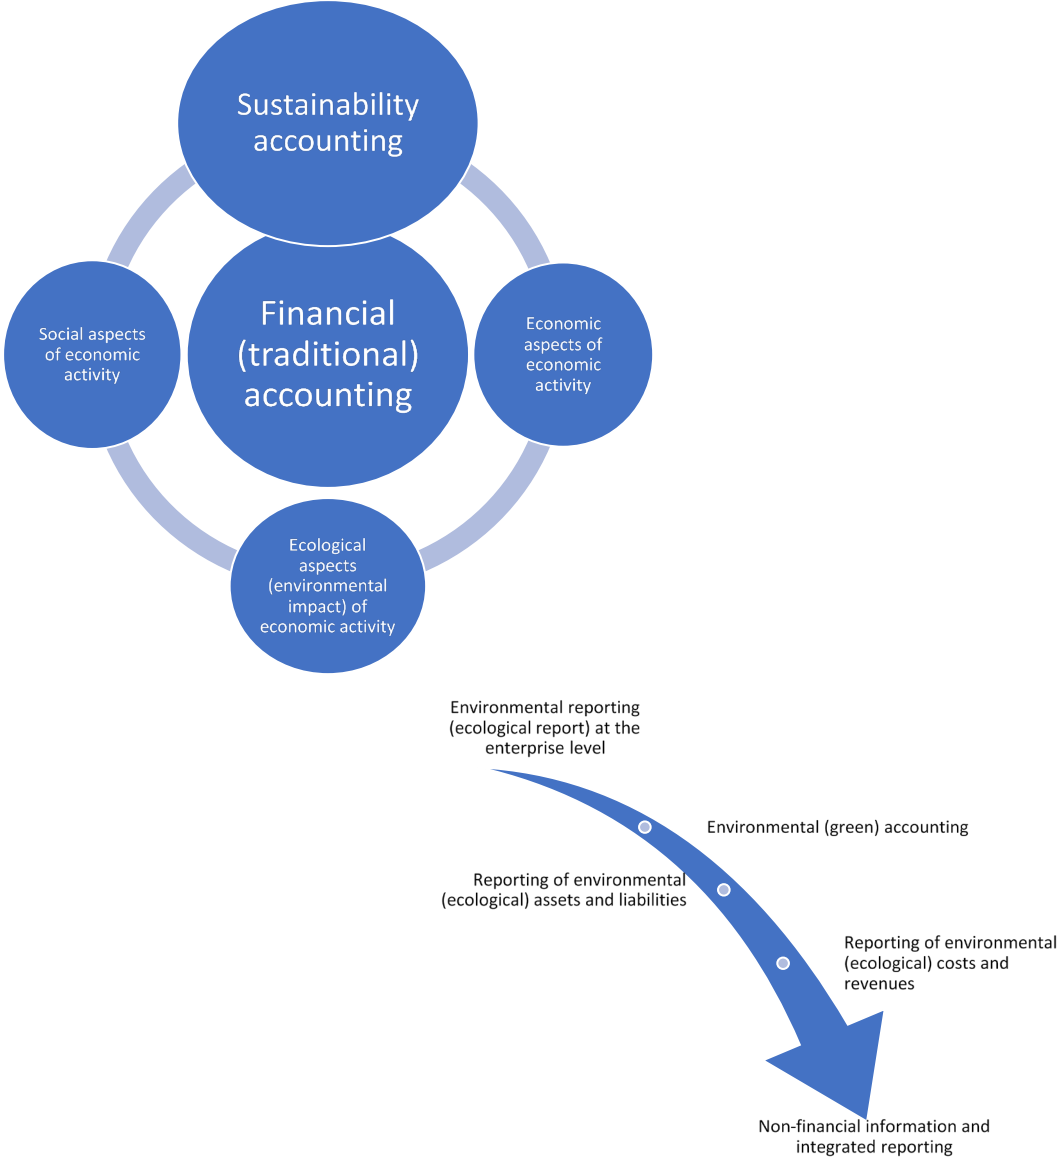 Sustainability
accounting
Financial
(traditional)
accounting
Social aspects
of economic
activity
Economic
aspects of
economic
activity
Ecological
aspects
(environmental
impact) of
economic activity
Environmental reporting
(ecological report) at the
enterprise level
Environmental (green) accounting
Reporting of environmental
(ecological) assets and liabilities
Reporting of environmental
(ecological) costs and
revenues
Non-financial information and
integrated reporting